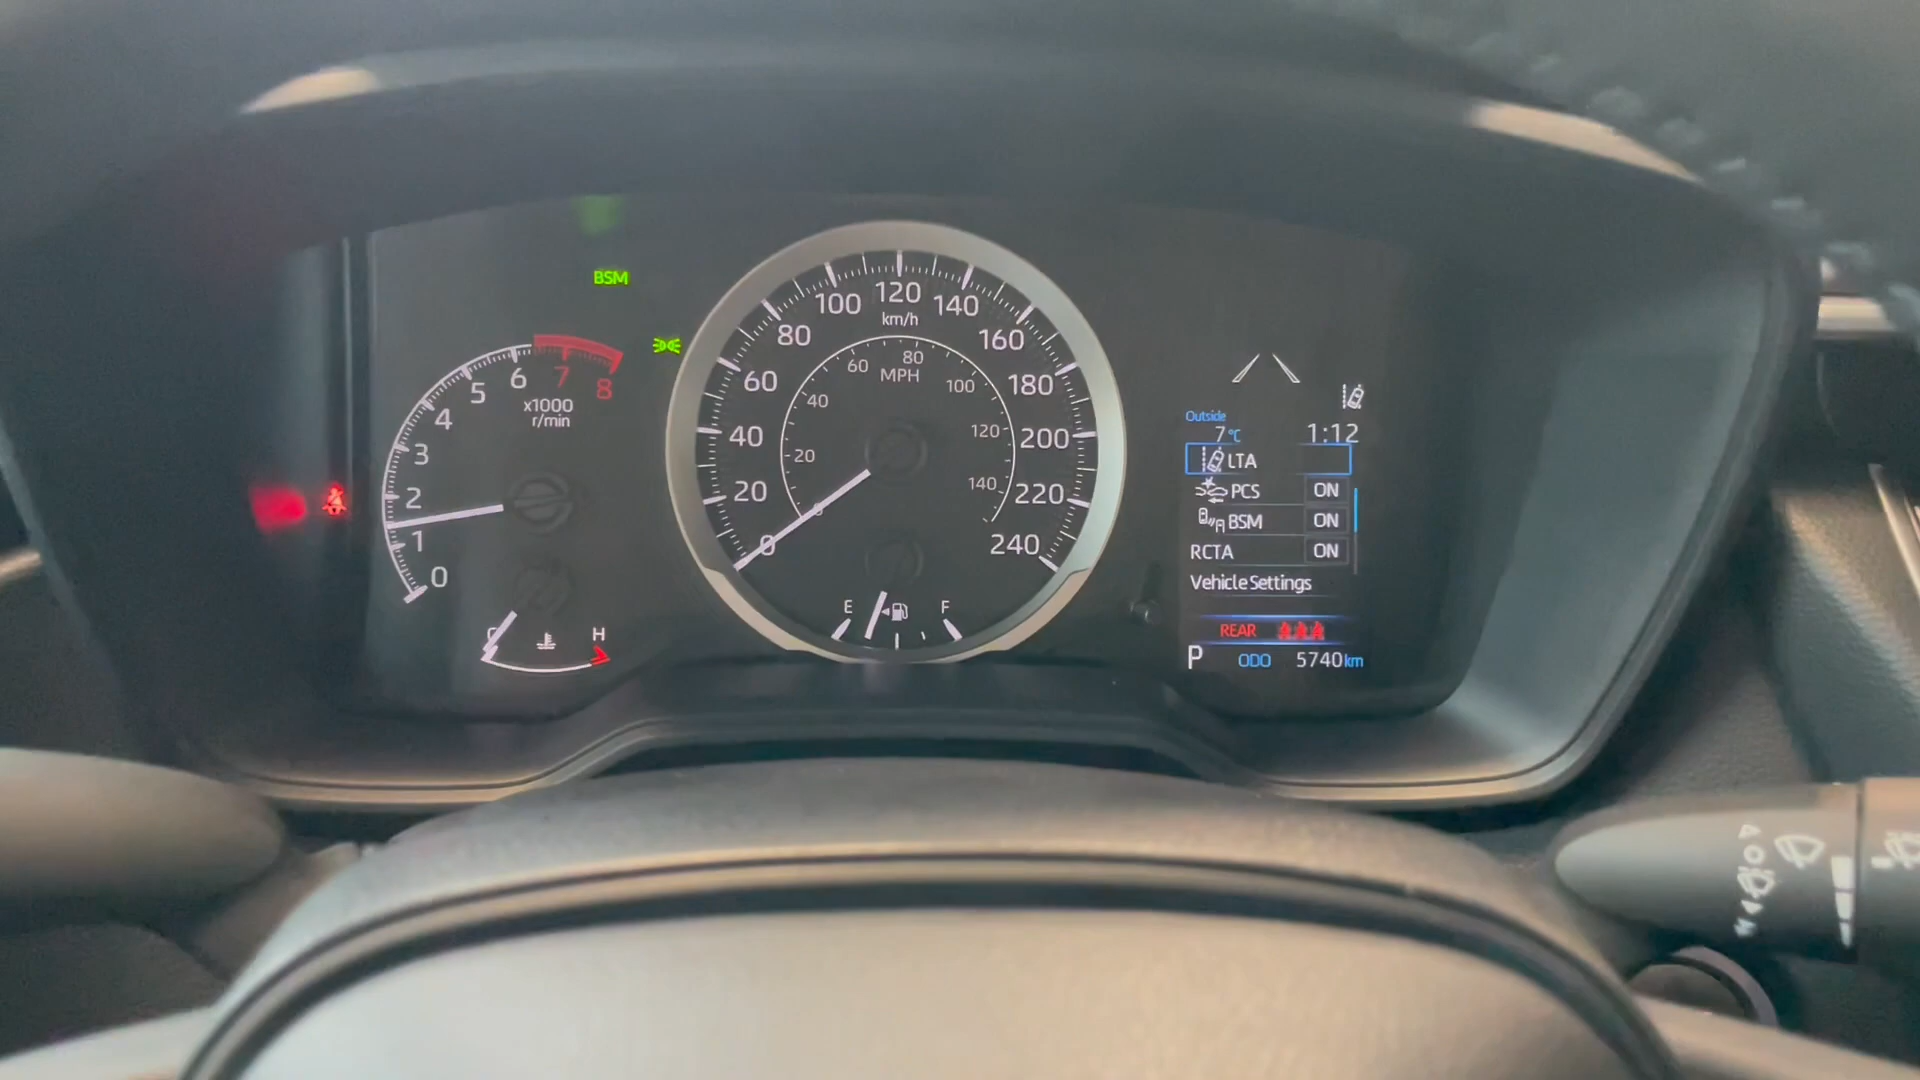 BSM
8
7
6
5
4
3
2
1
0
x1000
r/min
C
H
0
20
40
60
80
100
120
140
160
180
200
220
240
km/h
0
20
40
60
80
100
120
140
MPH
E
F
Outside
7°C
1:12
LTA
PCS ON
BSM ON
RCTA ON
Vehicle Settings
REAR
P ODO 5740km